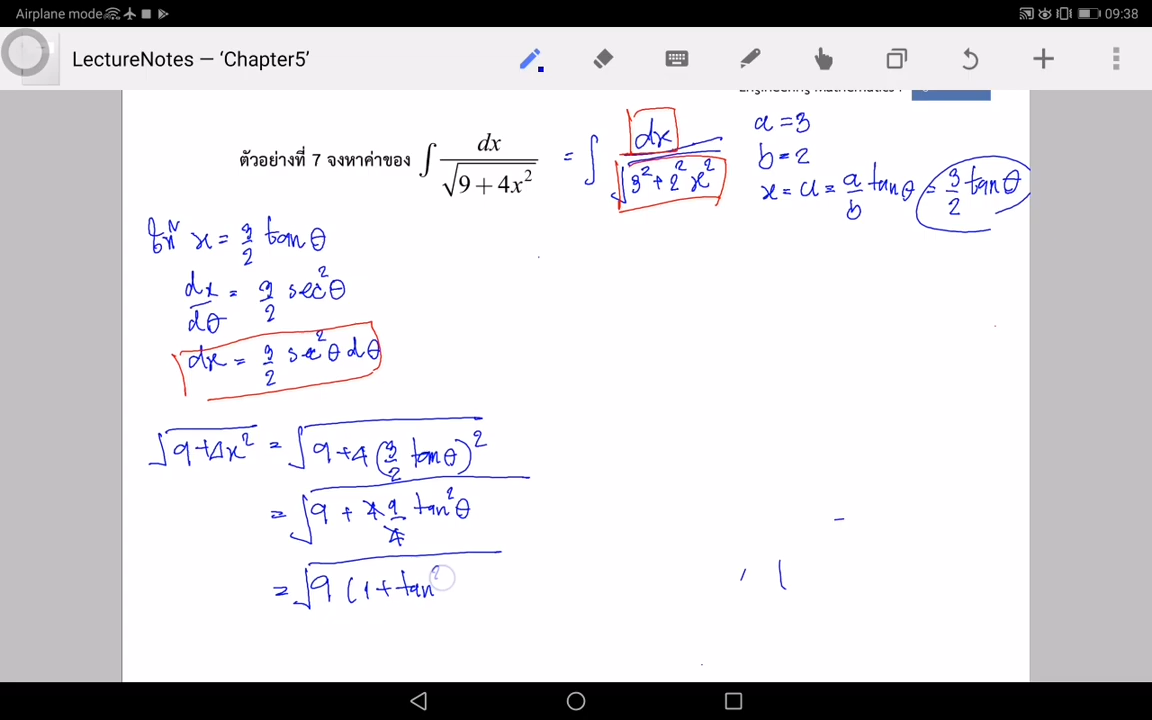 Airplane mode 09:38
LectureNotes – ‘Chapter5’
Engineering Mathematics
ตัวอย่างที่ 7 จงหาค่าของ ∫ dx/√(9 + 4x²) = ∫ dx/√(3² + 2²x²)
a = 3
b = 2
x = u = a/b tanθ = 3/2 tanθ
ให้ x = 3/2 tan θ
dx/dθ = 3/2 sec²θ
dx = 3/2 sec²θ dθ
√(9+4x²) = √(9+4(3/2 tanθ)²)
= √(9 + 4 9/4 tan²θ)
= √(9 (1 + tan²